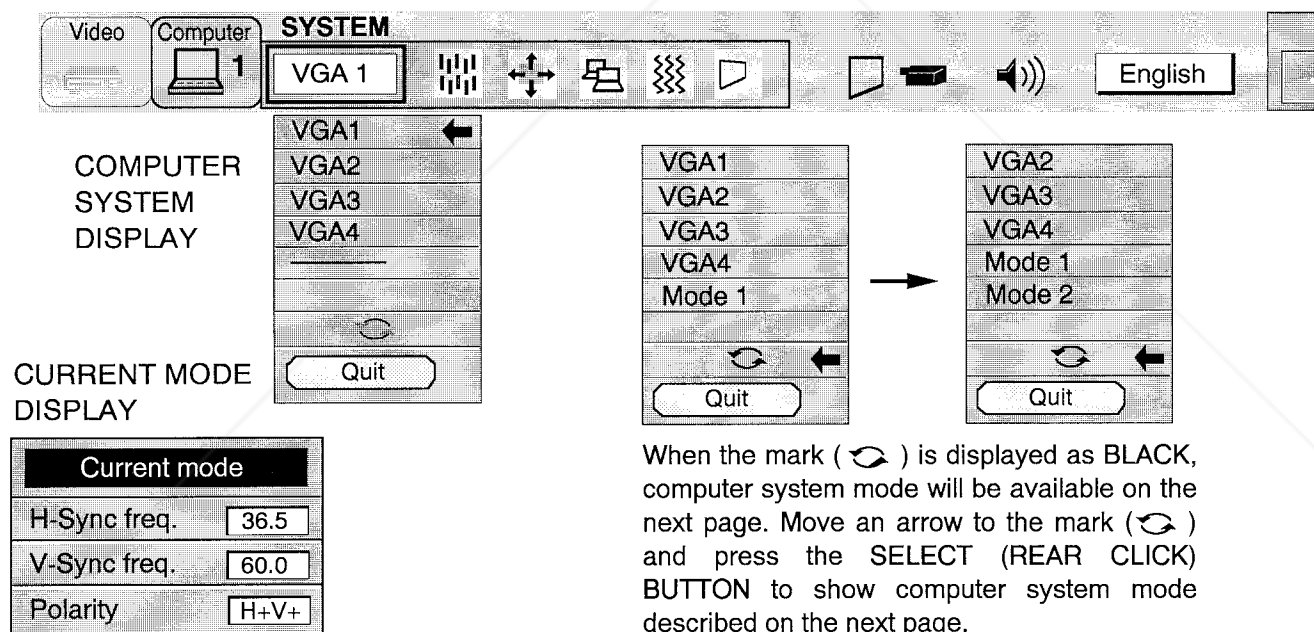 Video
Computer
1
SYSTEM
VGA 1
English
COMPUTER
SYSTEM
DISPLAY
VGA1
VGA2
VGA3
VGA4
Quit
VGA1
VGA2
VGA3
VGA4
Mode 1
Quit
VGA2
VGA3
VGA4
Mode 1
Mode 2
Quit
CURRENT MODE
DISPLAY
Current mode
H-Sync freq. 36.5
V-Sync freq. 60.0
Polarity H+V+
When the mark ( ) is displayed as BLACK,
computer system mode will be available on the
next page. Move an arrow to the mark ( )
and press the SELECT (REAR CLICK)
BUTTON to show computer system mode
described on the next page.